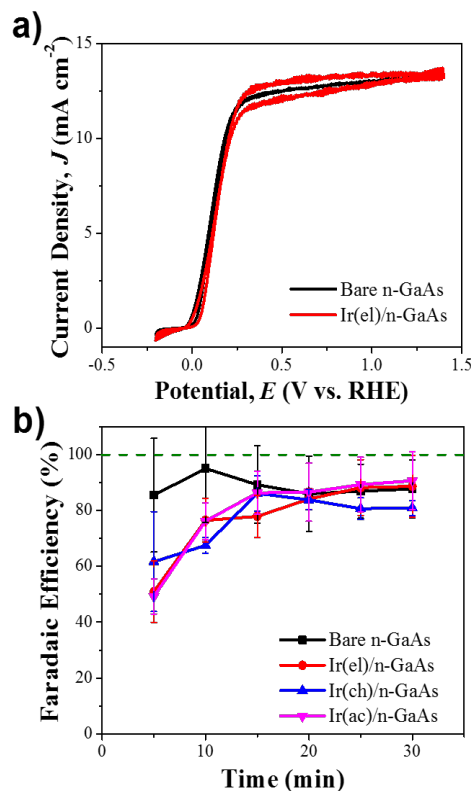 a)
Current Density, J (mA cm-2)
15
10
5
0
Bare n-GaAs
Ir(el)/n-GaAs
-0.5 0.0 0.5 1.0 1.5
Potential, E (V vs. RHE)
b)
Faradaic Efficiency (%)
100
80
60
40
20
0
Bare n-GaAs
Ir(el)/n-GaAs
Ir(ch)/n-GaAs
Ir(ac)/n-GaAs
0 10 20 30
Time (min)